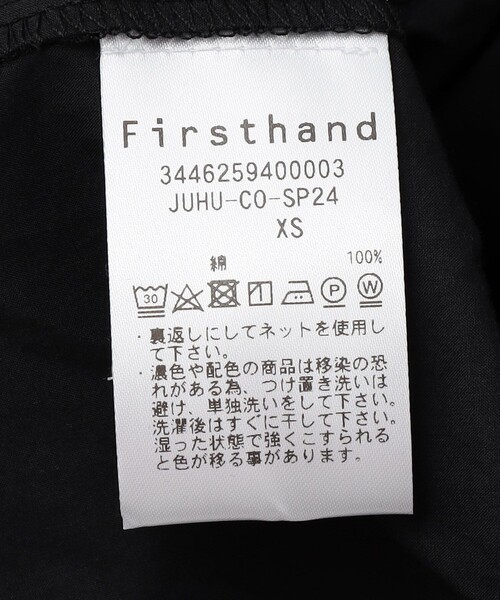 Firsthand
3446259400003
JUHU-CO-SP24
XS
綿 100%
30 P W
・裏返しにしてネットを使用し
て下さい。
・濃色や配色の商品は移染の恐
れがある為、つけ置き洗いは
避け、単独洗いをして下さい。
洗濯後はすぐに干して下さい。
湿った状態で強くこすられる
と色が移る事があります。